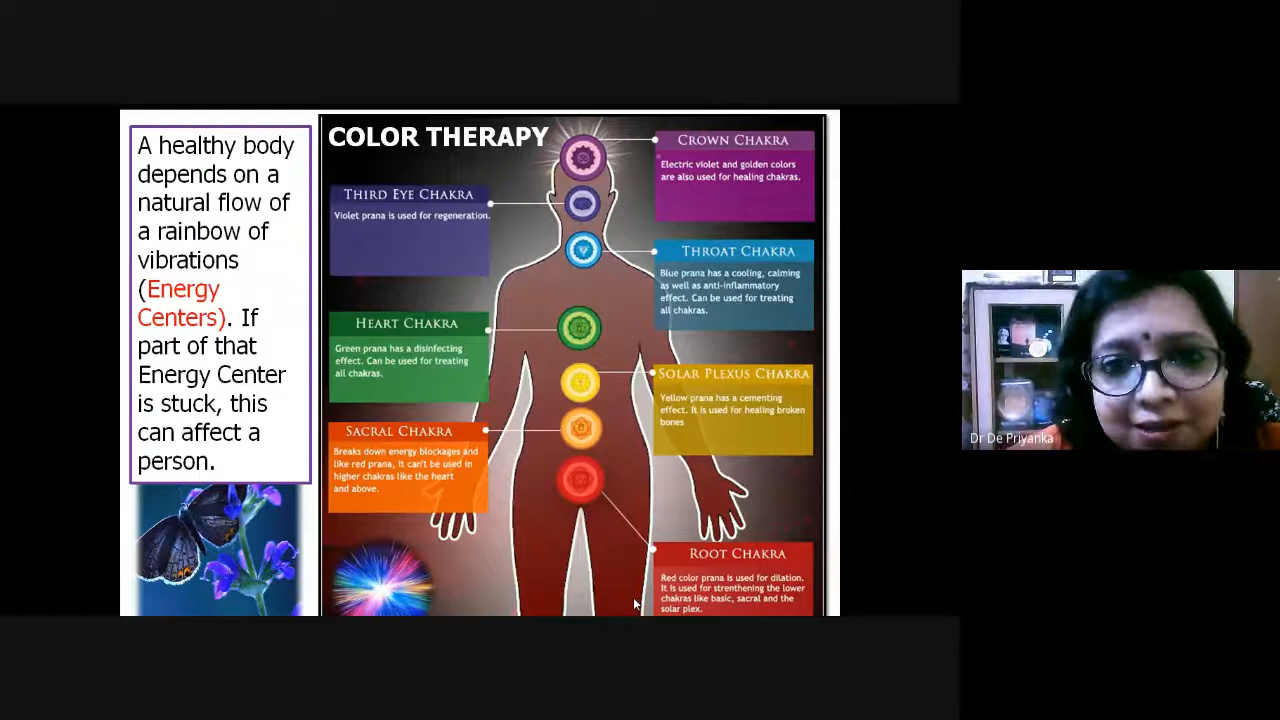 A healthy body
depends on a
natural flow of
a rainbow of
vibrations
(Energy
Centers). If
part of that
Energy Center
is stuck, this
can affect a
person.
COLOR THERAPY
CROWN CHAKRA
Electric violet and golden colors
are also used for healing chakras.
THIRD EYE CHAKRA
Violet prana is used for regeneration.
THROAT CHAKRA
Blue prana has a cooling, calming
as well as anti-inflammatory
effect. Can be used for treating
all chakras.
HEART CHAKRA
Green prana has a disinfecting
effect. Can be used for treating
all chakras.
SOLAR PLEXUS CHAKRA
Yellow prana has a cementing
effect. It is used for healing broken
bones
SACRAL CHAKRA
Breaks down energy blockages and
like red prana, it can't be used in
higher chakras like the heart
and above.
ROOT CHAKRA
Red color prana is used for dilation.
It is used for strenthening the lower
chakras like basic, sacral and the
solar plex.
Dr De Priyanka